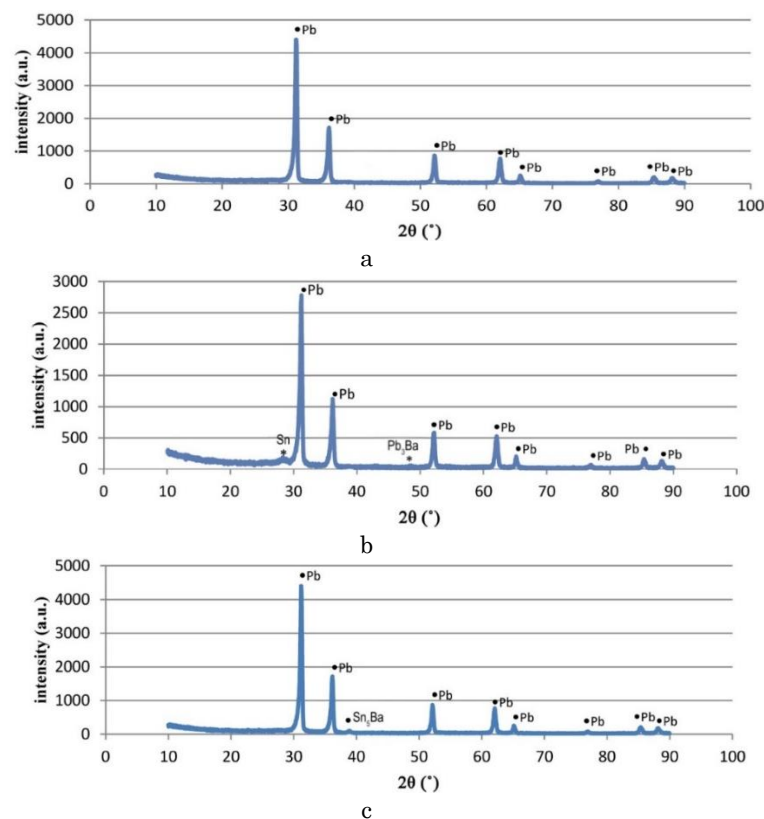 5000
4000
3000
2000
1000
0
intensity (a.u.)
• Pb
• Pb
• Pb
• Pb
• Pb
• Pb
• Pb
• Pb
0 10 20 30 40 50 60 70 80 90 100
2θ (˚)
a
3000
2500
2000
1500
1000
500
0
intensity (a.u.)
• Pb
• Pb
Sn
Pb₃Ba
• Pb
• Pb
• Pb
• Pb
Pb •
• Pb
0 10 20 30 40 50 60 70 80 90 100
2θ (˚)
b
5000
4000
3000
2000
1000
0
intensity (a.u.)
• Pb
• Pb
• Sn₅Ba
• Pb
• Pb
• Pb
• Pb
• Pb
• Pb
0 10 20 30 40 50 60 70 80 90 100
2θ (˚)
c